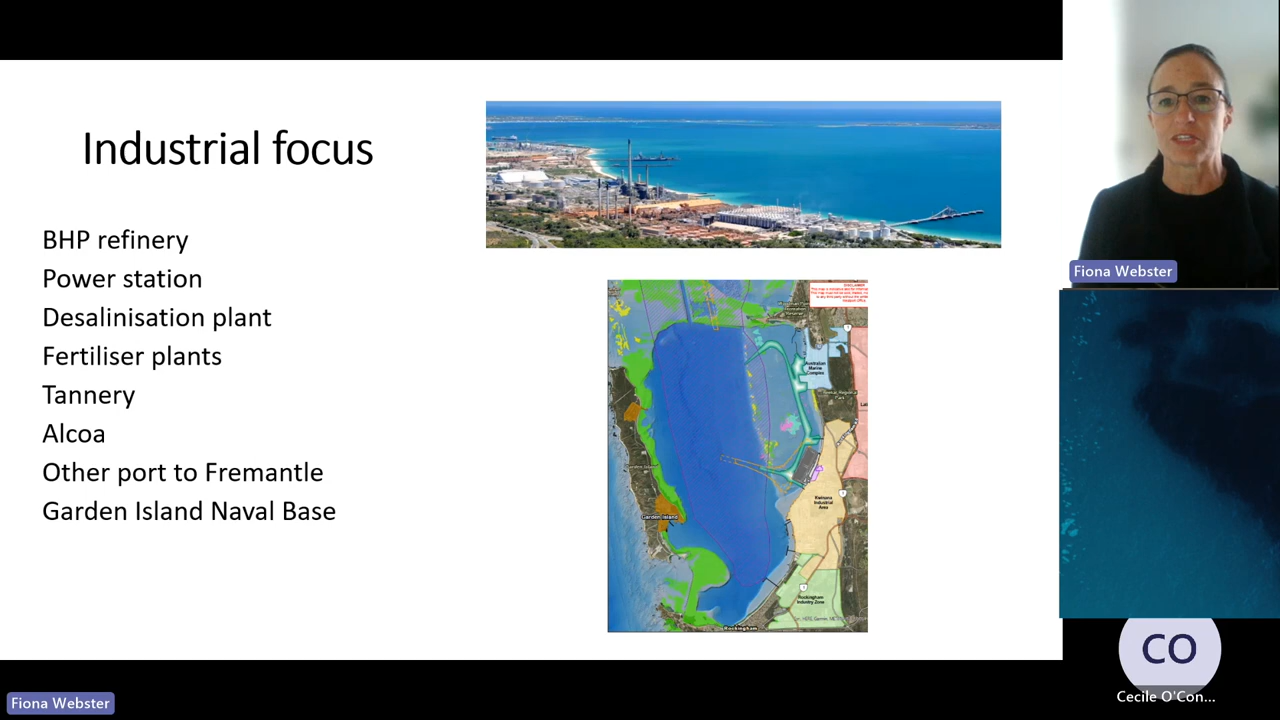 Industrial focus
BHP refinery
Power station
Desalinisation plant
Fertiliser plants
Tannery
Alcoa
Other port to Fremantle
Garden Island Naval Base
DISCLAIMER
Australian
Marine
Complex
Kwinana
Industrial
Area
Garden Island
Rockingham
Industry Zone
Rockingham
Fiona Webster
CO
Cecile O'Con...
Fiona Webster